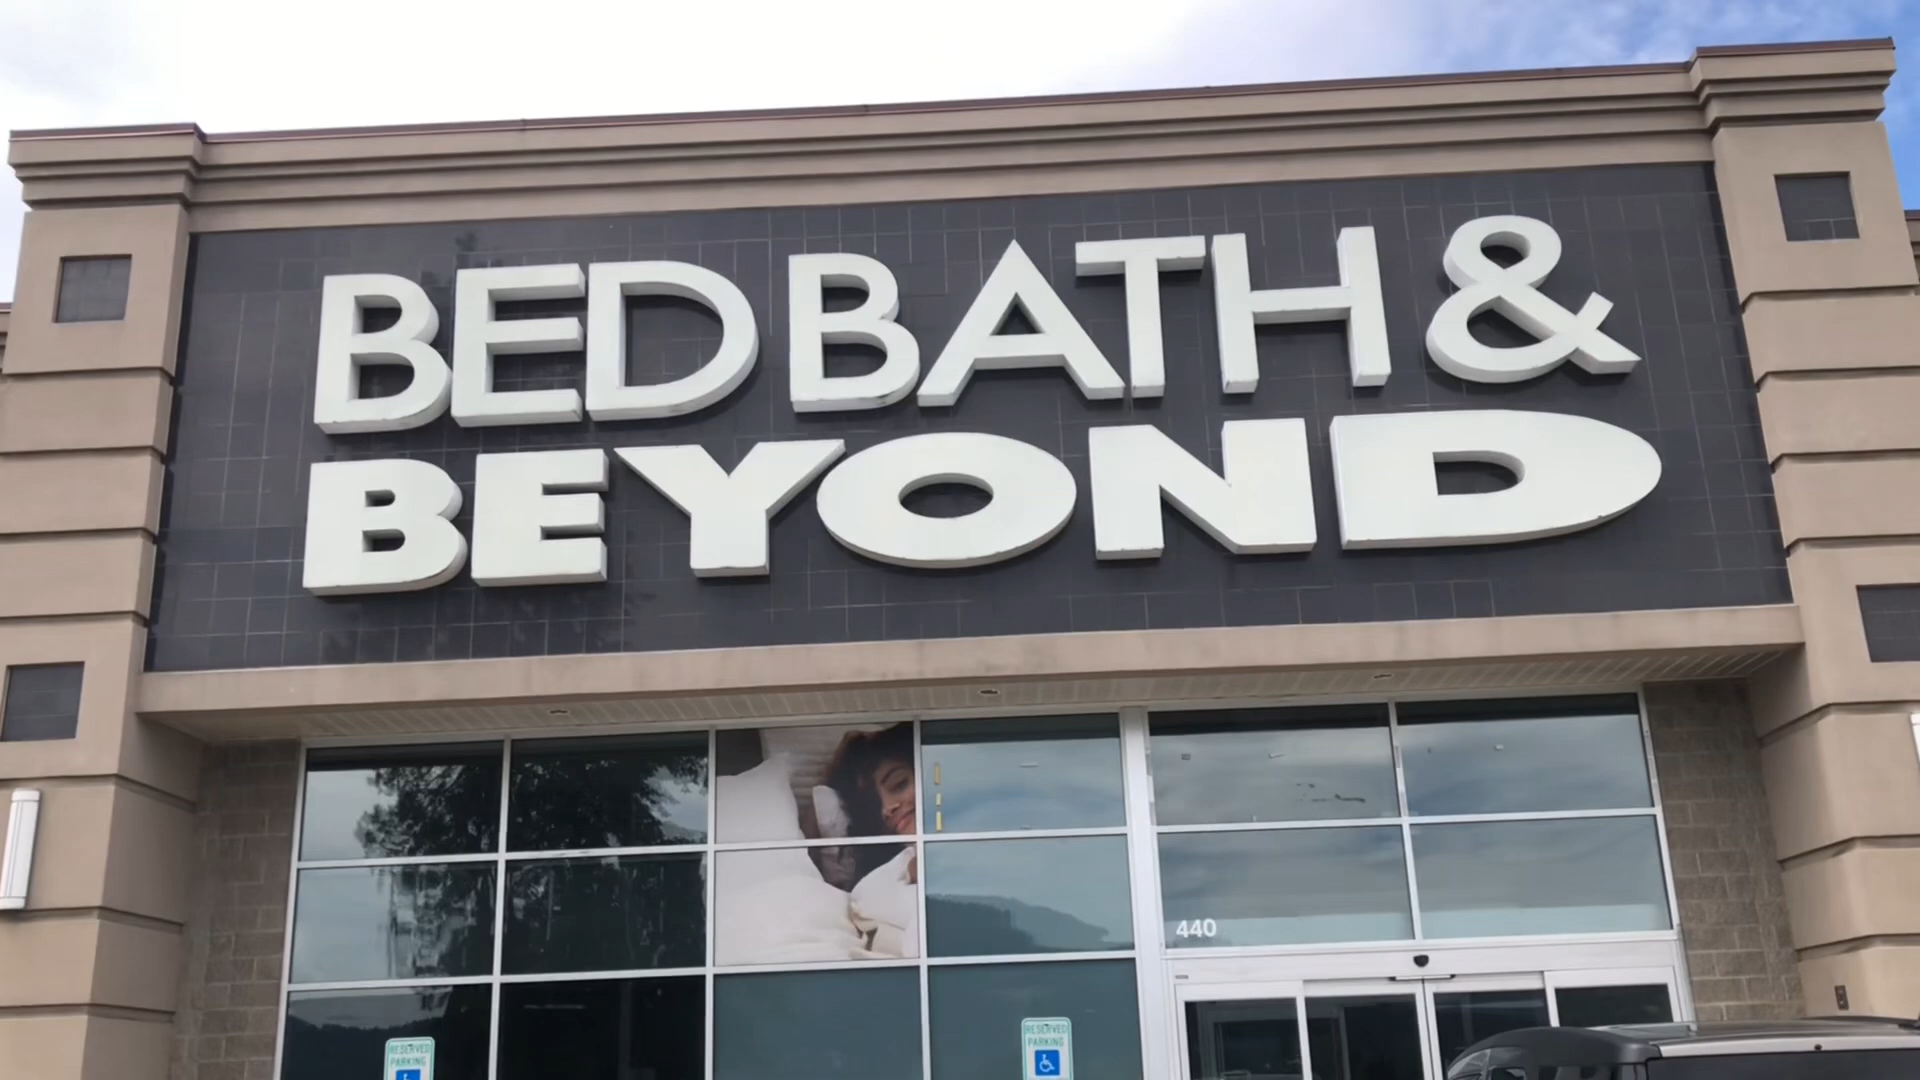 BED BATH &
BEYOND
440
RESERVED
PARKING
RESERVED
PARKING